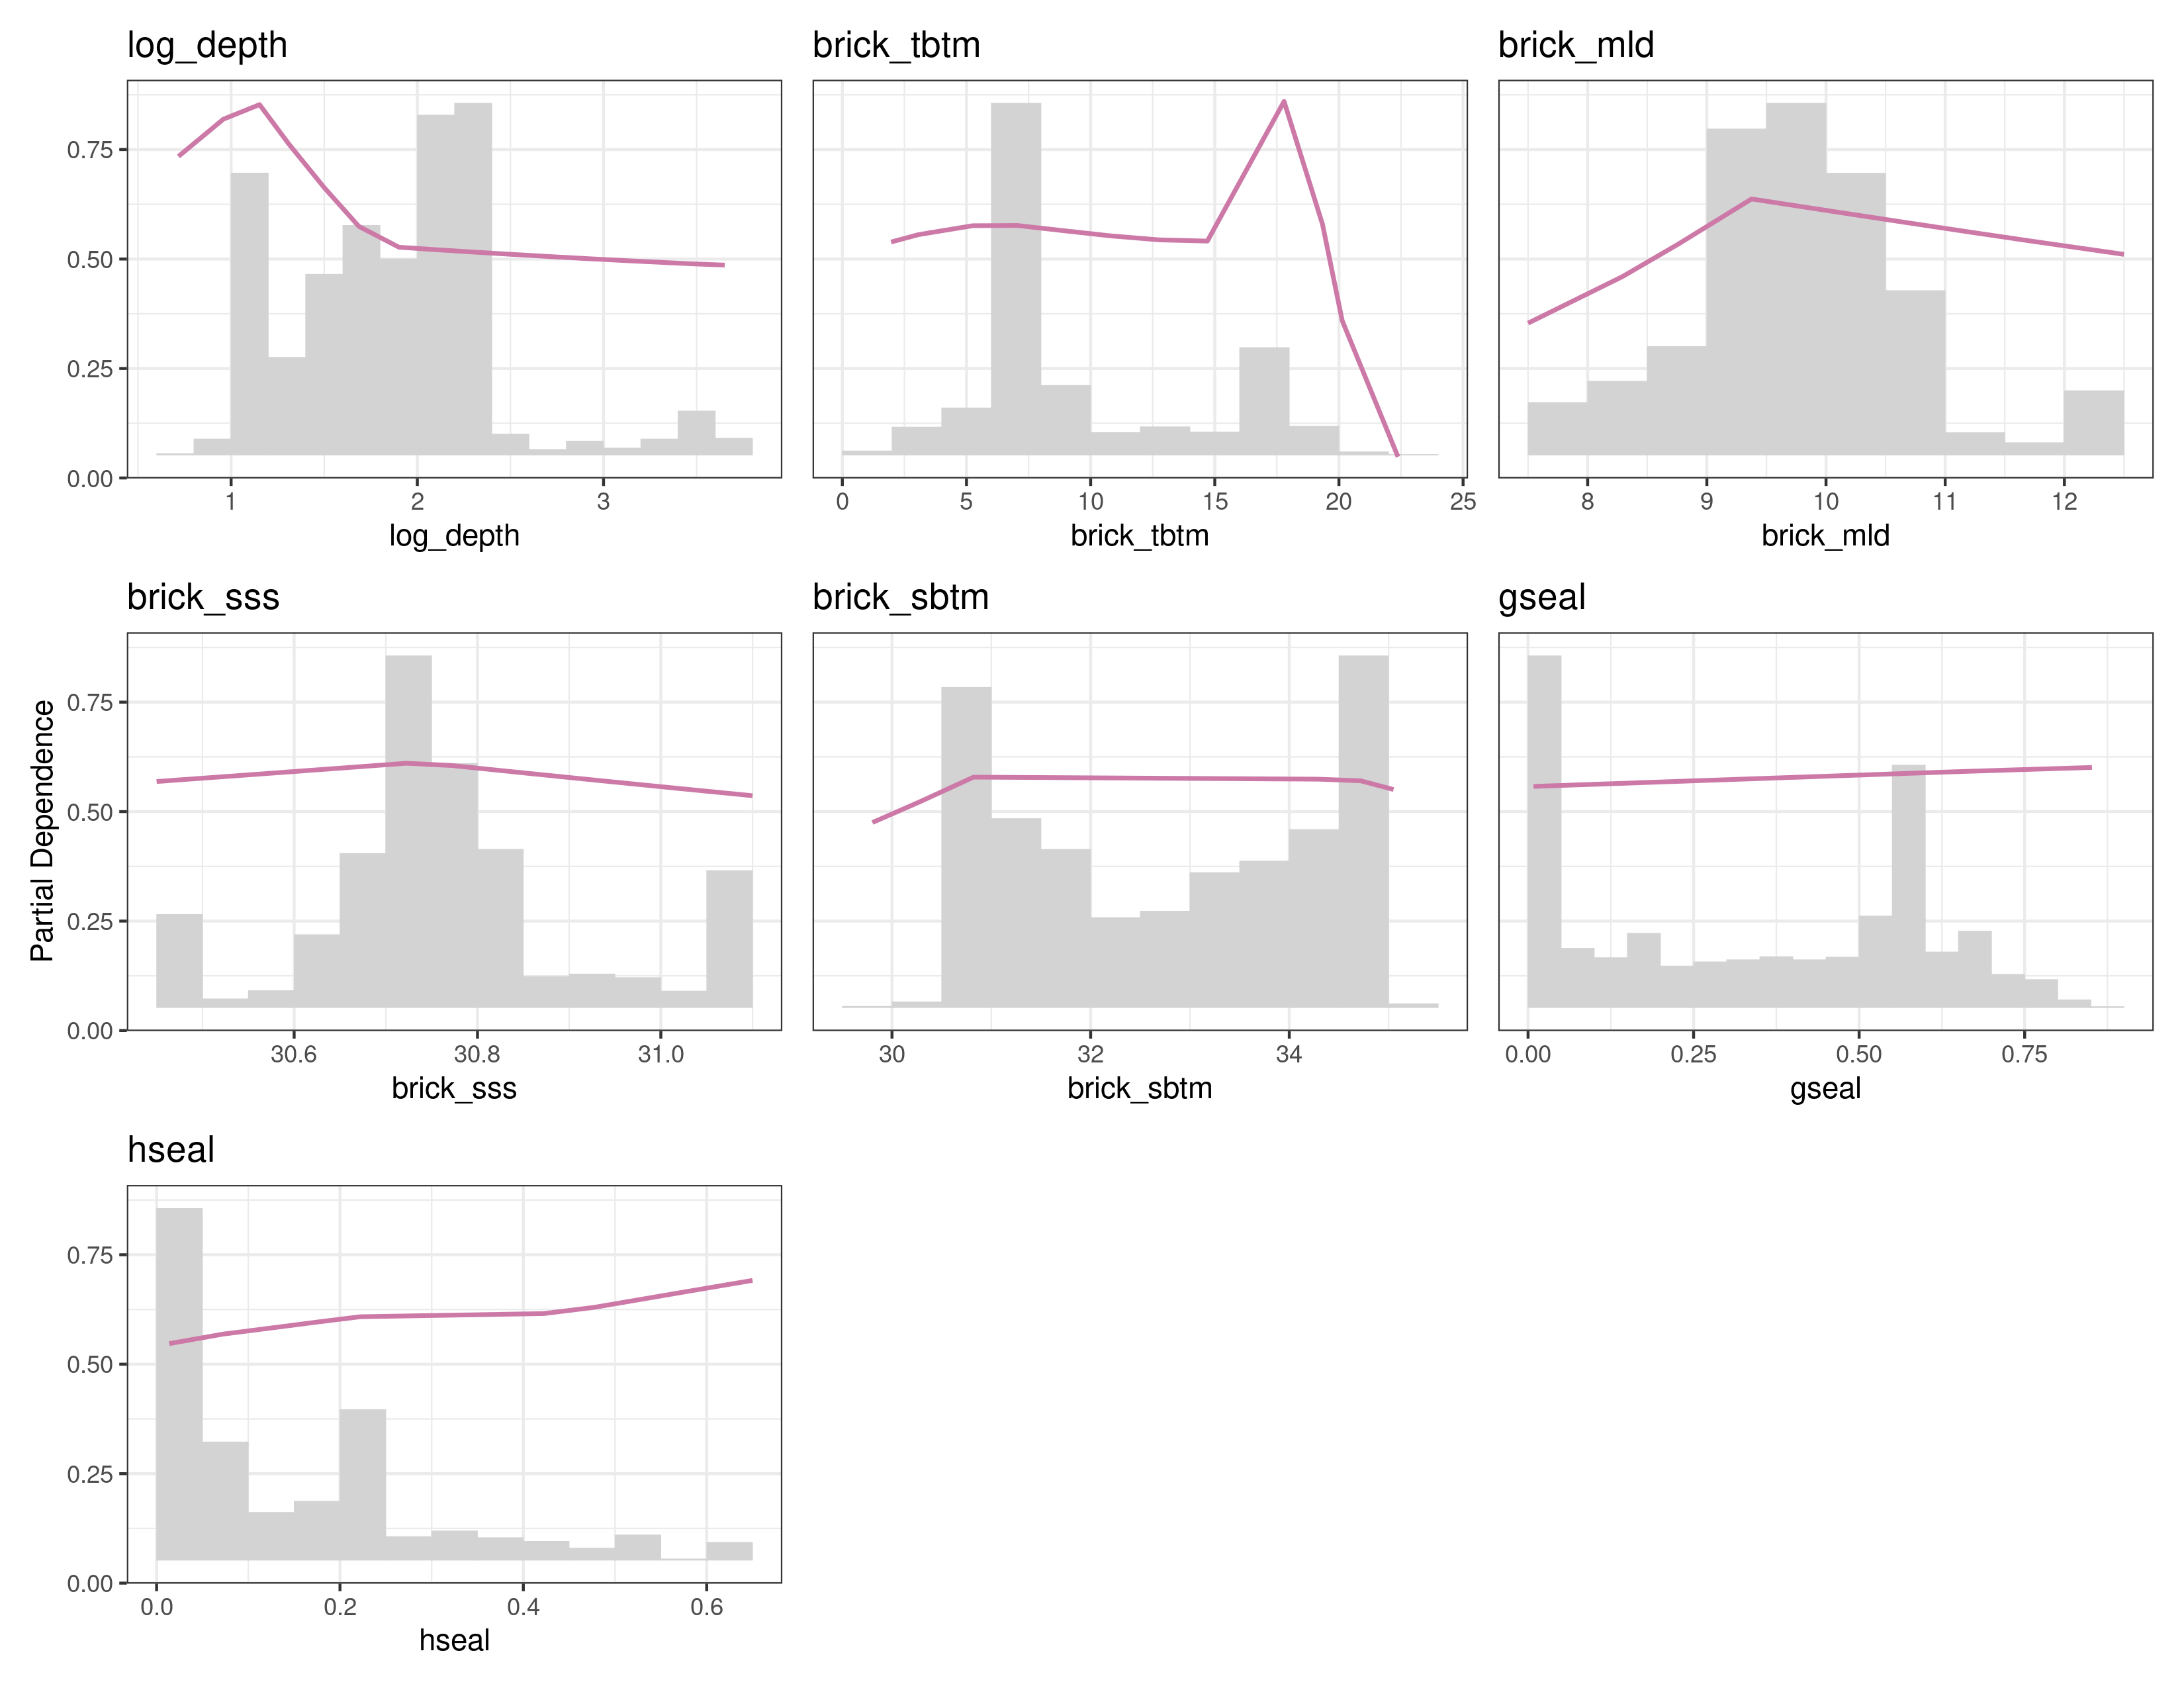 log_depth brick_tbtm brick_mld
0.75
0.50
0.25
0.00
1 2 3 0 5 10 15 20 25 8 9 10 11 12
log_depth brick_tbtm brick_mld
brick_sss brick_sbtm gseal
Partial Dependence
0.75
0.50
0.25
0.00
30.6 30.8 31.0 30 32 34 0.00 0.25 0.50 0.75
brick_sss brick_sbtm gseal
hseal
0.75
0.50
0.25
0.00
0.0 0.2 0.4 0.6
hseal